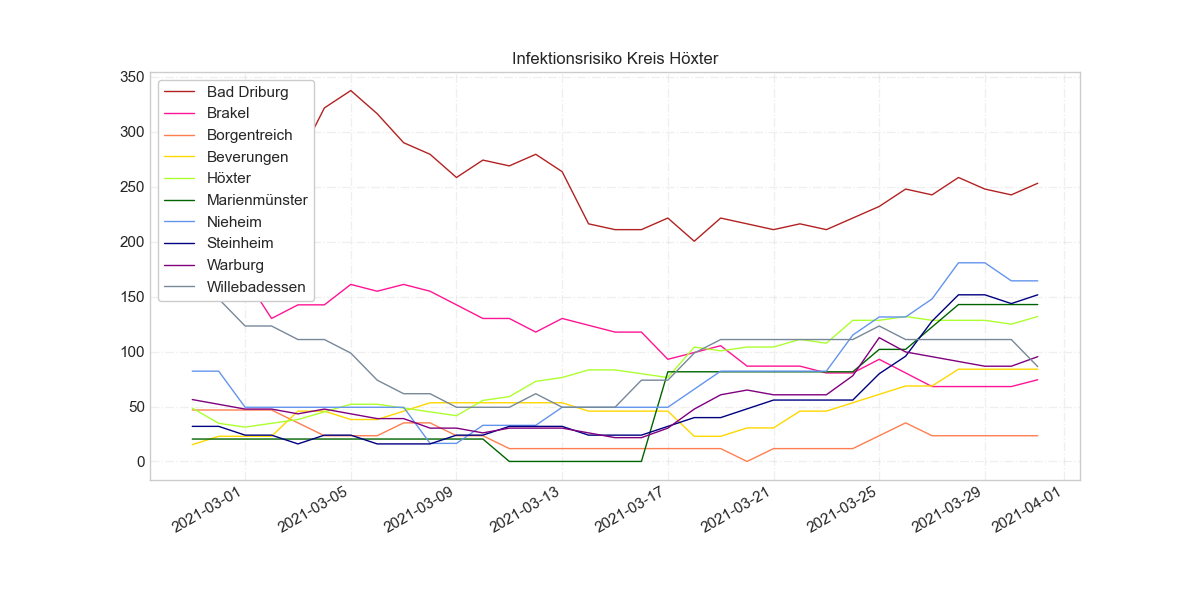 Infektionsrisiko Kreis Höxter
350
300
250
200
150
100
50
0
Bad Driburg
Brakel
Borgentreich
Beverungen
Höxter
Marienmünster
Nieheim
Steinheim
Warburg
Willebadessen
2021-03-01
2021-03-05
2021-03-09
2021-03-13
2021-03-17
2021-03-21
2021-03-25
2021-03-29
2021-04-01